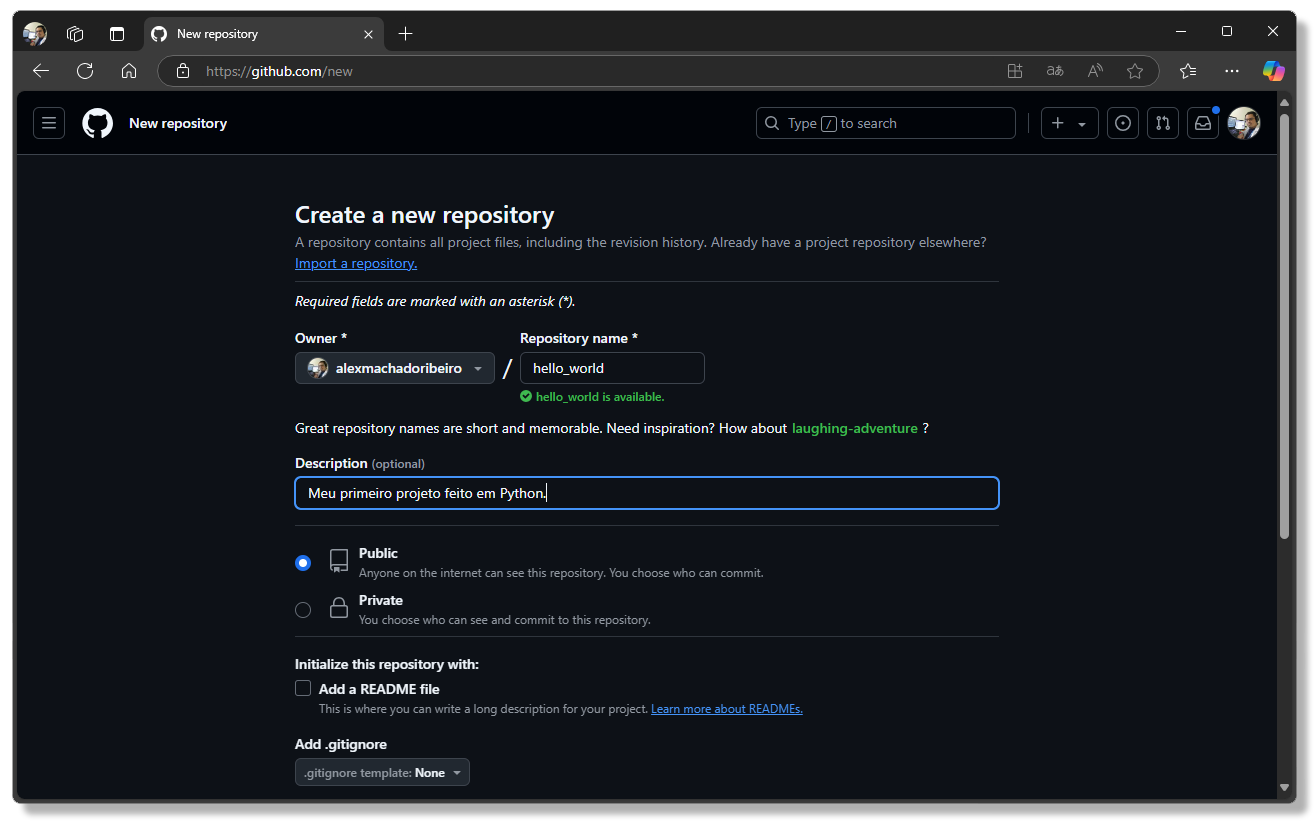 New repository
https://github.com/new
New repository
Type / to search
Create a new repository
A repository contains all project files, including the revision history. Already have a project repository elsewhere?
Import a repository.
Required fields are marked with an asterisk (*).
Owner * Repository name *
alexmachadoribeiro / hello_world
hello_world is available.
Great repository names are short and memorable. Need inspiration? How about laughing-adventure ?
Description (optional)
Meu primeiro projeto feito em Python.
Public
Anyone on the internet can see this repository. You choose who can commit.
Private
You choose who can see and commit to this repository.
Initialize this repository with:
Add a README file
This is where you can write a long description for your project. Learn more about READMEs.
Add .gitignore
.gitignore template: None